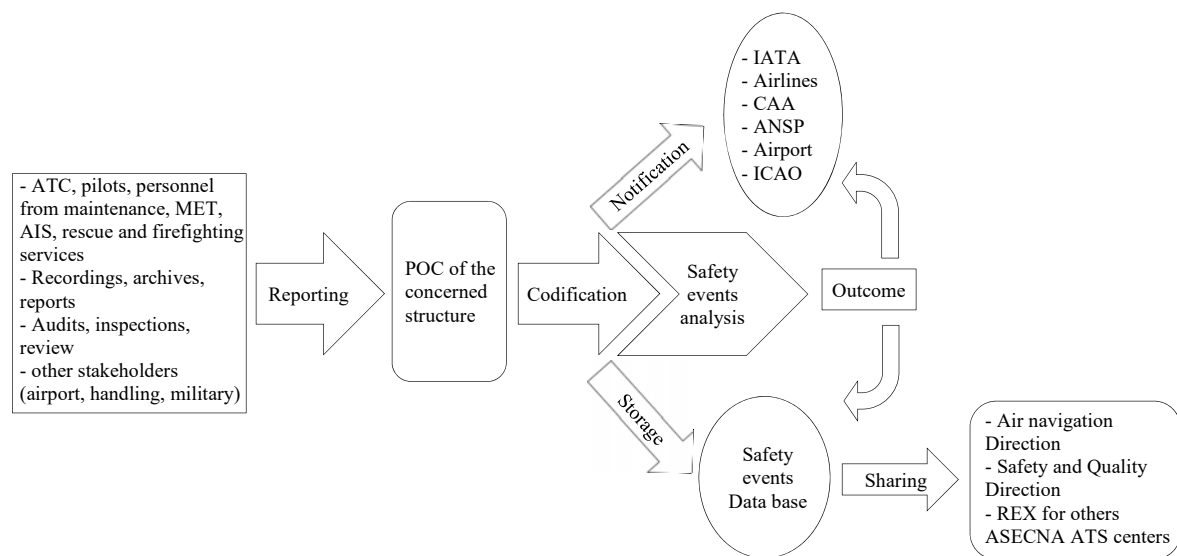 - ATC, pilots, personnel
from maintenance, MET,
AIS, rescue and firefighting
services
- Recordings, archives,
reports
- Audits, inspections,
review
- other stakeholders
(airport, handling, military)
Reporting
POC of the
concerned
structure
Codification
Notification
- IATA
- Airlines
- CAA
- ANSP
- Airport
- ICAO
Safety
events
analysis
Outcome
Storage
Safety
events
Data base
Sharing
- Air navigation
Direction
- Safety and Quality
Direction
- REX for others
ASECNA ATS centers